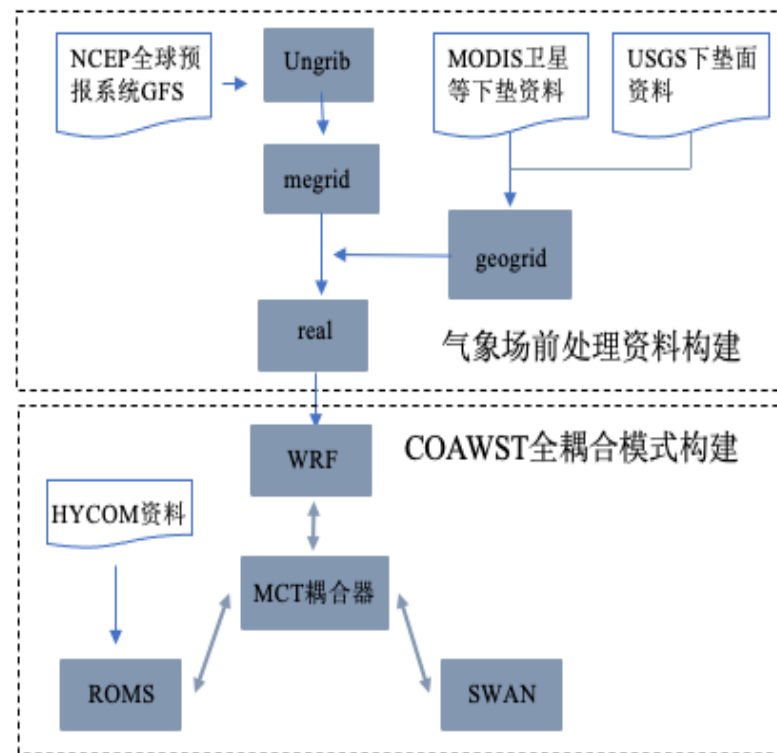 NCEP全球预
报系统GFS
Ungrib
MODIS卫星
等下垫资料
USGS下垫面
资料
megrid
geogrid
real
气象场前处理资料构建
WRF
COAWST全耦合模式构建
HYCOM资料
MCT耦合器
ROMS
SWAN